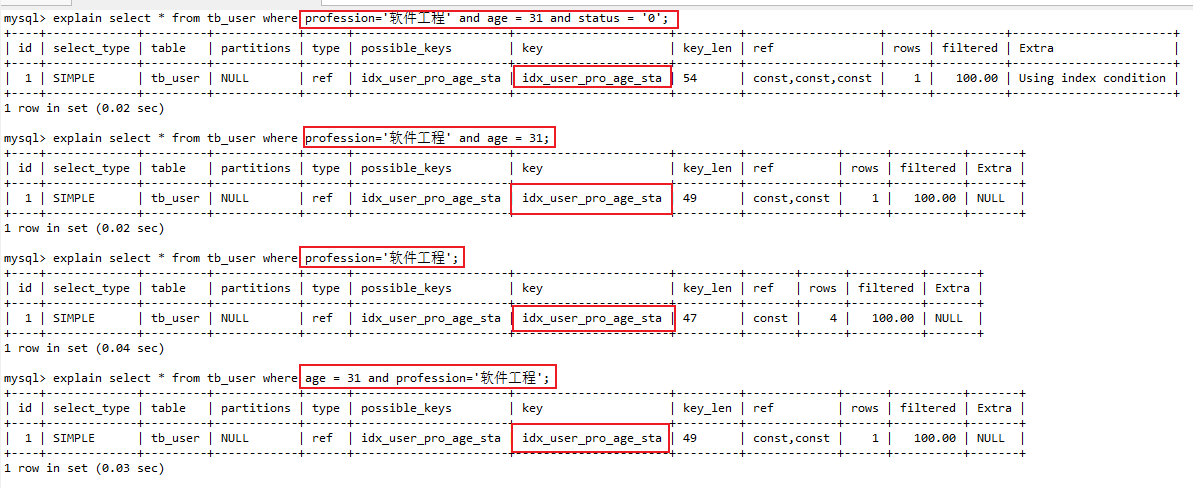 mysql> explain select * from tb_user where profession='软件工程' and age = 31 and status = '0';
+----+-------------+---------+------------+------+----------------------+----------------------+---------+-------------------+------+----------+-----------------------+
| id | select_type | table | partitions | type | possible_keys | key | key_len | ref | rows | filtered | Extra |
+----+-------------+---------+------------+------+----------------------+----------------------+---------+-------------------+------+----------+-----------------------+
| 1 | SIMPLE | tb_user | NULL | ref | idx_user_pro_age_sta | idx_user_pro_age_sta | 54 | const,const,const | 1 | 100.00 | Using index condition |
+----+-------------+---------+------------+------+----------------------+----------------------+---------+-------------------+------+----------+-----------------------+
1 row in set (0.02 sec)
mysql> explain select * from tb_user where profession='软件工程' and age = 31;
+----+-------------+---------+------------+------+----------------------+----------------------+---------+-------------+------+----------+-------+
| id | select_type | table | partitions | type | possible_keys | key | key_len | ref | rows | filtered | Extra |
+----+-------------+---------+------------+------+----------------------+----------------------+---------+-------------+------+----------+-------+
| 1 | SIMPLE | tb_user | NULL | ref | idx_user_pro_age_sta | idx_user_pro_age_sta | 49 | const,const | 1 | 100.00 | NULL |
+----+-------------+---------+------------+------+----------------------+----------------------+---------+-------------+------+----------+-------+
1 row in set (0.02 sec)
mysql> explain select * from tb_user where profession='软件工程';
+----+-------------+---------+------------+------+----------------------+----------------------+---------+-------+------+----------+-------+
| id | select_type | table | partitions | type | possible_keys | key | key_len | ref | rows | filtered | Extra |
+----+-------------+---------+------------+------+----------------------+----------------------+---------+-------+------+----------+-------+
| 1 | SIMPLE | tb_user | NULL | ref | idx_user_pro_age_sta | idx_user_pro_age_sta | 47 | const | 4 | 100.00 | NULL |
+----+-------------+---------+------------+------+----------------------+----------------------+---------+-------+------+----------+-------+
1 row in set (0.04 sec)
mysql> explain select * from tb_user where age = 31 and profession='软件工程';
+----+-------------+---------+------------+------+----------------------+----------------------+---------+-------------+------+----------+-------+
| id | select_type | table | partitions | type | possible_keys | key | key_len | ref | rows | filtered | Extra |
+----+-------------+---------+------------+------+----------------------+----------------------+---------+-------------+------+----------+-------+
| 1 | SIMPLE | tb_user | NULL | ref | idx_user_pro_age_sta | idx_user_pro_age_sta | 49 | const,const | 1 | 100.00 | NULL |
+----+-------------+---------+------------+------+----------------------+----------------------+---------+-------------+------+----------+-------+
1 row in set (0.03 sec)